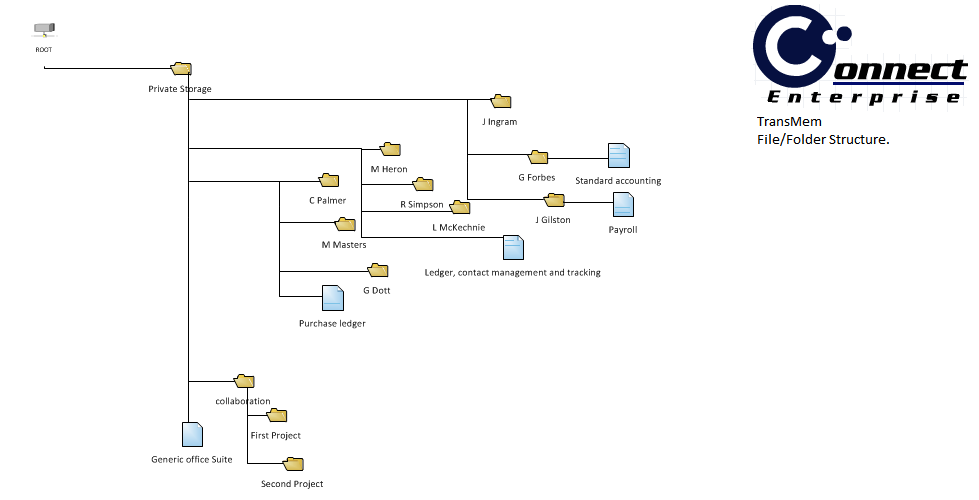 ROOT
Private Storage
Connect
Enterprise
TransMem
File/Folder Structure.
J Ingram
M Heron
G Forbes
Standard accounting
C Palmer
R Simpson
L McKechnie
J Gilston
Payroll
M Masters
Ledger, contact management and tracking
G Dott
Purchase ledger
collaboration
First Project
Generic office Suite
Second Project